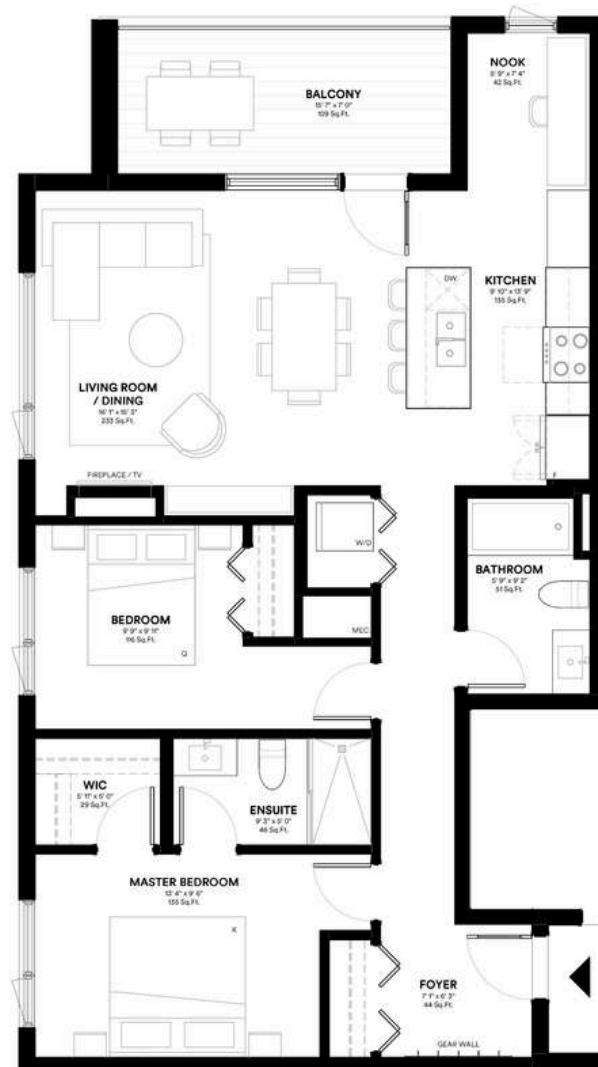 BALCONY
15' 7" x 7' 0"
109 Sq.Ft.
NOOK
5' 9" x 7' 4"
42 Sq.Ft.
DW
KITCHEN
9' 10" x 13' 9"
135 Sq.Ft.
LIVING ROOM
/ DINING
16' 1" x 15' 3"
233 Sq.Ft.
FIREPLACE / TV
F
W/D
BATHROOM
5' 9" x 9' 2"
51 Sq.Ft.
BEDROOM
9' 9" x 9' 11"
116 Sq.Ft.
Q
MEC
WIC
5' 11" x 5' 0"
29 Sq.Ft.
ENSUITE
9' 3" x 5' 0"
46 Sq.Ft.
MASTER BEDROOM
13' 4" x 9' 6"
135 Sq.Ft.
K
FOYER
7' 1" x 6' 3"
44 Sq.Ft.
GEAR WALL